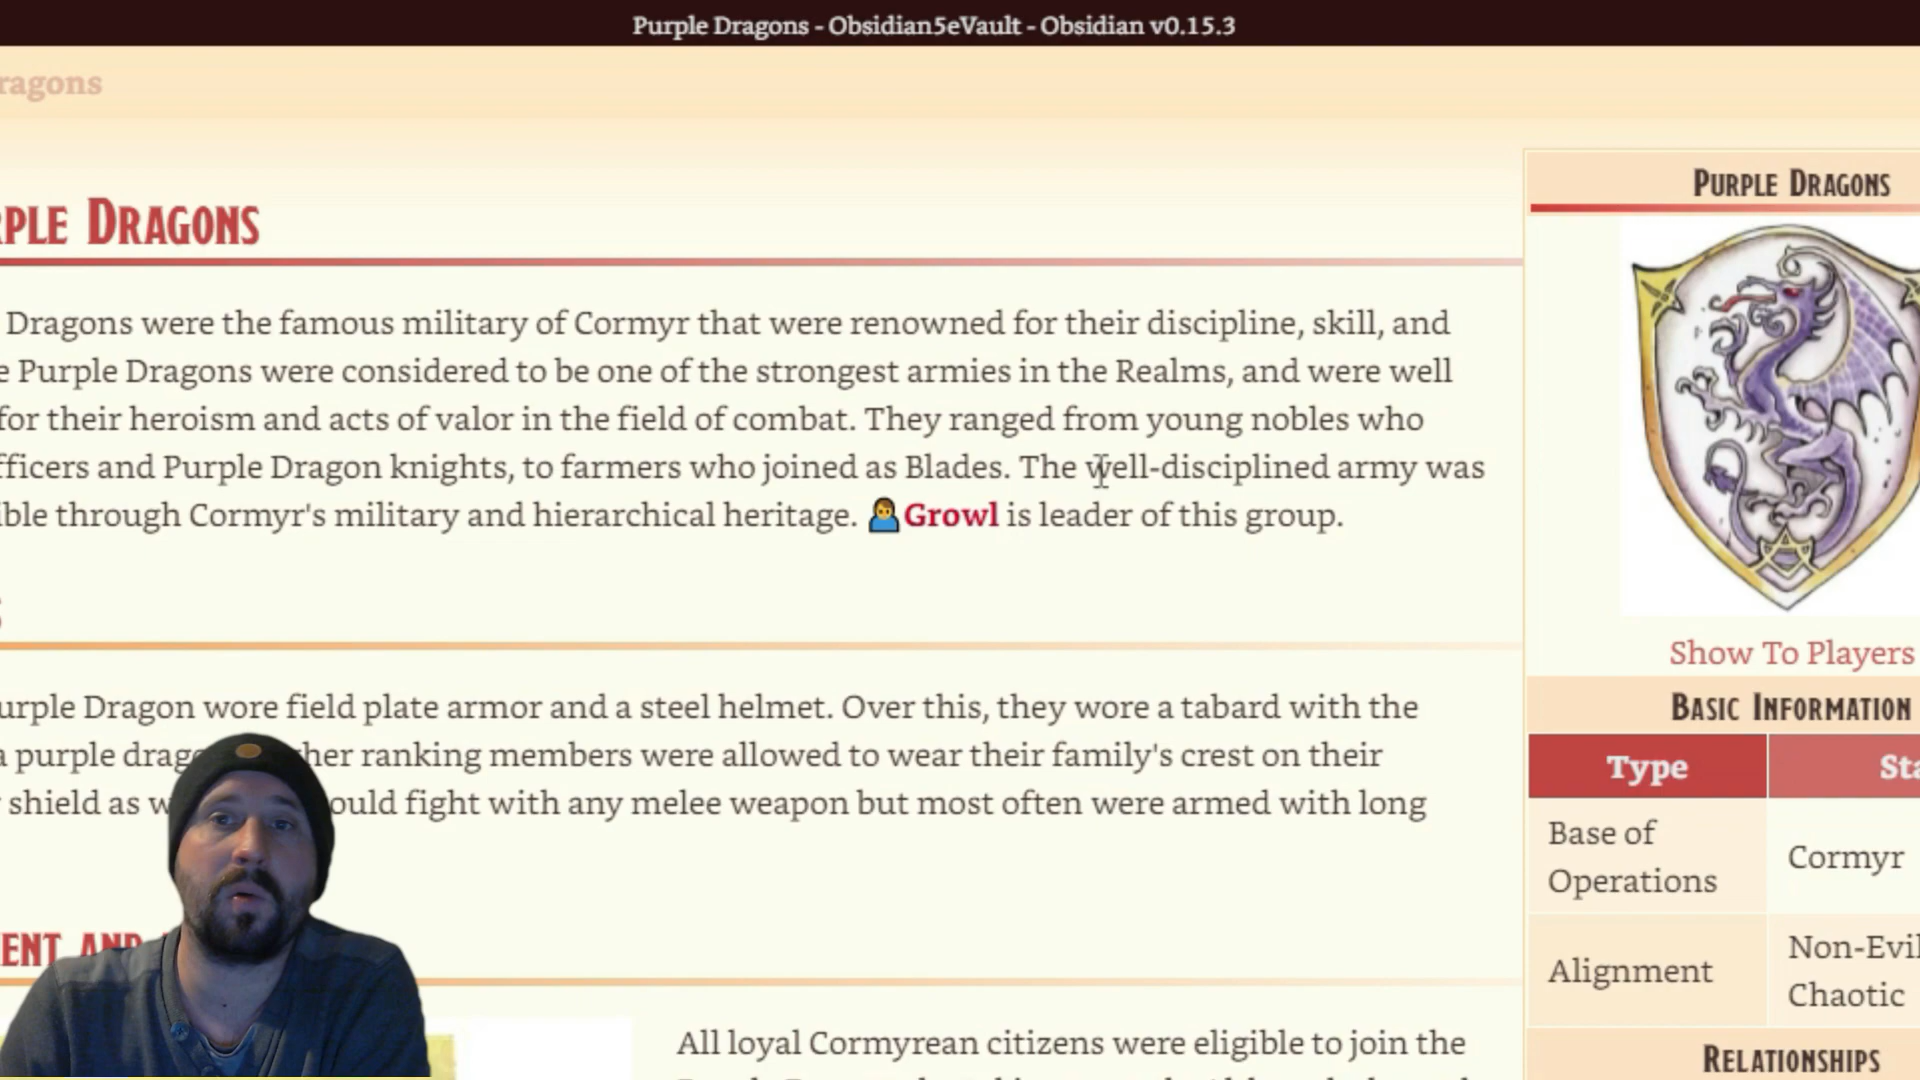 Purple Dragons - Obsidian5eVault - Obsidian v0.15.3
ragons
PLE DRAGONS
Dragons were the famous military of Cormyr that were renowned for their discipline, skill, and
e Purple Dragons were considered to be one of the strongest armies in the Realms, and were well
for their heroism and acts of valor in the field of combat. They ranged from young nobles who
fficers and Purple Dragon knights, to farmers who joined as Blades. The well-disciplined army was
ible through Cormyr's military and hierarchical heritage. Growl is leader of this group.
S
urple Dragon wore field plate armor and a steel helmet. Over this, they wore a tabard with the
a purple drag her ranking members were allowed to wear their family's crest on their
shield as w ould fight with any melee weapon but most often were armed with long
ENT AND
All loyal Cormyrean citizens were eligible to join the
PURPLE DRAGONS
Show To Players
BASIC INFORMATION
Type Sta
Base of Operations Cormyr
Alignment Non-Evil
Chaotic
RELATIONSHIPS